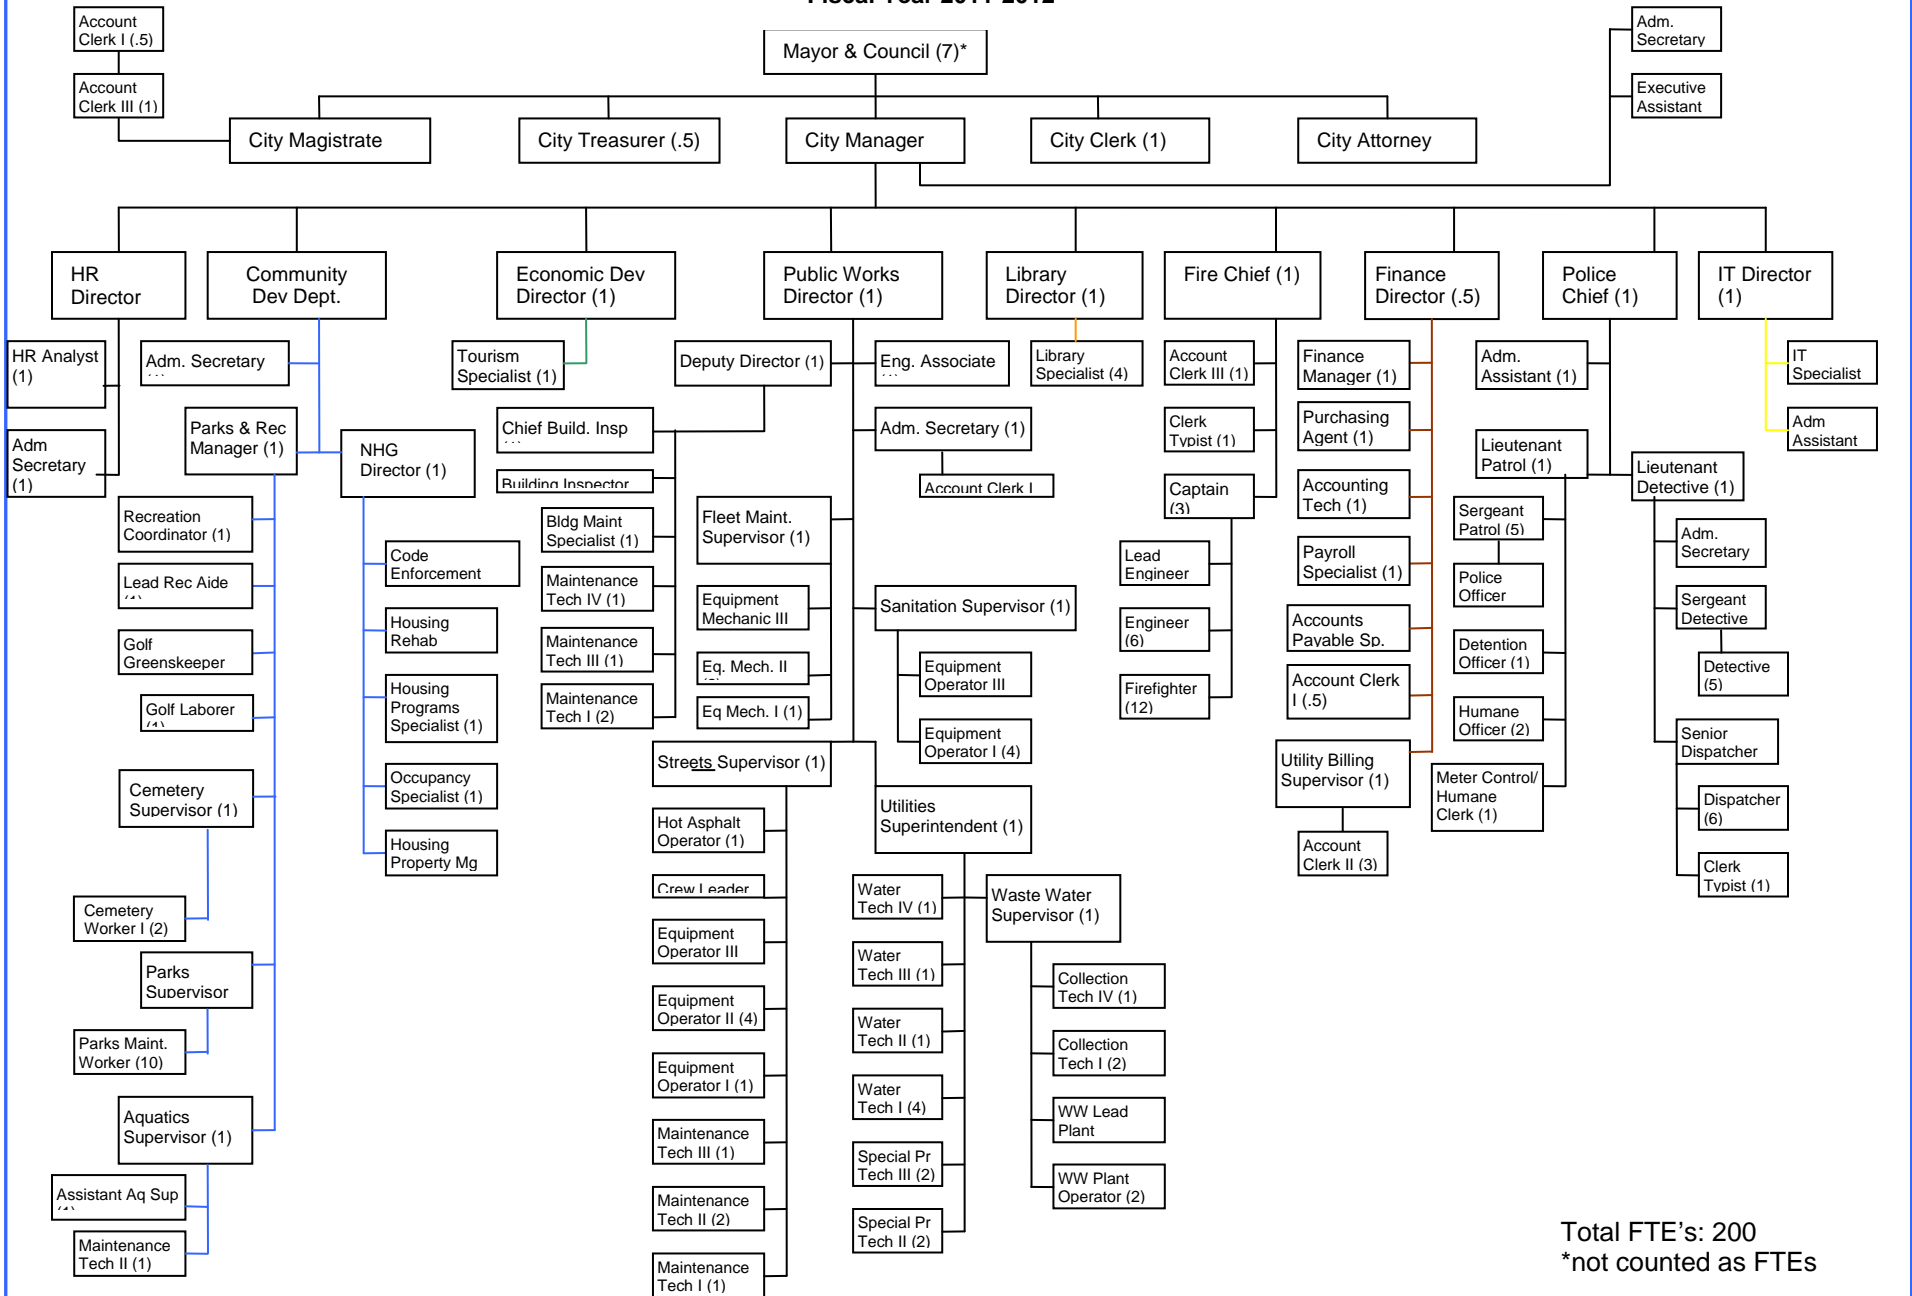 Fiscal Year 2011-2012
Account
Clerk I (.5)
Account
Clerk III (1)
Mayor & Council (7)*
Adm.
Secretary
Executive
Assistant
City Magistrate
City Treasurer (.5)
City Manager
City Clerk (1)
City Attorney
HR
Director
Community
Dev Dept.
Economic Dev
Director (1)
Public Works
Director (1)
Library
Director (1)
Fire Chief (1)
Finance
Director (.5)
Police
Chief (1)
IT Director
(1)
HR Analyst
(1)
Adm
Secretary
(1)
Adm. Secretary
Parks & Rec
Manager (1)
NHG
Director (1)
Recreation
Coordinator (1)
Lead Rec Aide
(1)
Golf
Greenskeeper
Golf Laborer
(1)
Cemetery
Supervisor (1)
Cemetery
Worker I (2)
Parks
Supervisor
Parks Maint.
Worker (10)
Aquatics
Supervisor (1)
Assistant Aq Sup
(1)
Maintenance
Tech II (1)
Code
Enforcement
Housing
Rehab
Housing
Programs
Specialist (1)
Occupancy
Specialist (1)
Housing
Property Mg
Tourism
Specialist (1)
Deputy Director (1)
Eng. Associate
Chief Build. Insp
Building Inspector
Bldg Maint
Specialist (1)
Maintenance
Tech IV (1)
Maintenance
Tech III (1)
Maintenance
Tech I (2)
Adm. Secretary (1)
Account Clerk I
Fleet Maint.
Supervisor (1)
Equipment
Mechanic III
Eq. Mech. II
Eq Mech. I (1)
Sanitation Supervisor (1)
Equipment
Operator III
Equipment
Operator I (4)
Streets Supervisor (1)
Hot Asphalt
Operator (1)
Crew Leader
Equipment
Operator III
Equipment
Operator II (4)
Equipment
Operator I (1)
Maintenance
Tech III (1)
Maintenance
Tech II (2)
Maintenance
Tech I (1)
Utilities
Superintendent (1)
Water
Tech IV (1)
Water
Tech III (1)
Water
Tech II (1)
Water
Tech I (4)
Special Pr
Tech III (2)
Special Pr
Tech II (2)
Waste Water
Supervisor (1)
Collection
Tech IV (1)
Collection
Tech I (2)
WW Lead
Plant
WW Plant
Operator (2)
Library
Specialist (4)
Account
Clerk III (1)
Clerk
Typist (1)
Captain
(3)
Lead
Engineer
Engineer
(6)
Firefighter
(12)
Finance
Manager (1)
Purchasing
Agent (1)
Accounting
Tech (1)
Payroll
Specialist (1)
Accounts
Payable Sp.
Account Clerk
I (.5)
Utility Billing
Supervisor (1)
Account
Clerk II (3)
Adm.
Assistant (1)
Lieutenant
Patrol (1)
Sergeant
Patrol (5)
Police
Officer
Detention
Officer (1)
Humane
Officer (2)
Meter Control/
Humane
Clerk (1)
Lieutenant
Detective (1)
Adm.
Secretary
Sergeant
Detective
Detective
(5)
Senior
Dispatcher
Dispatcher
(6)
Clerk
Typist (1)
IT
Specialist
Adm
Assistant
Total FTE's: 200
*not counted as FTEs